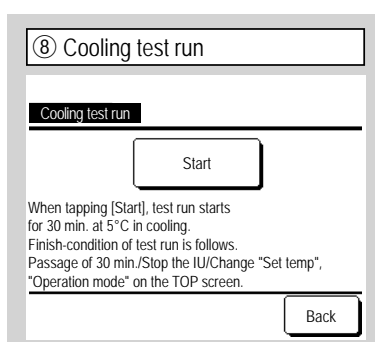 ⑧ Cooling test run
Cooling test run
Start
When tapping [Start], test run starts
for 30 min. at 5°C in cooling.
Finish-condition of test run is follows.
Passage of 30 min./Stop the IU/Change "Set temp",
"Operation mode" on the TOP screen.
Back